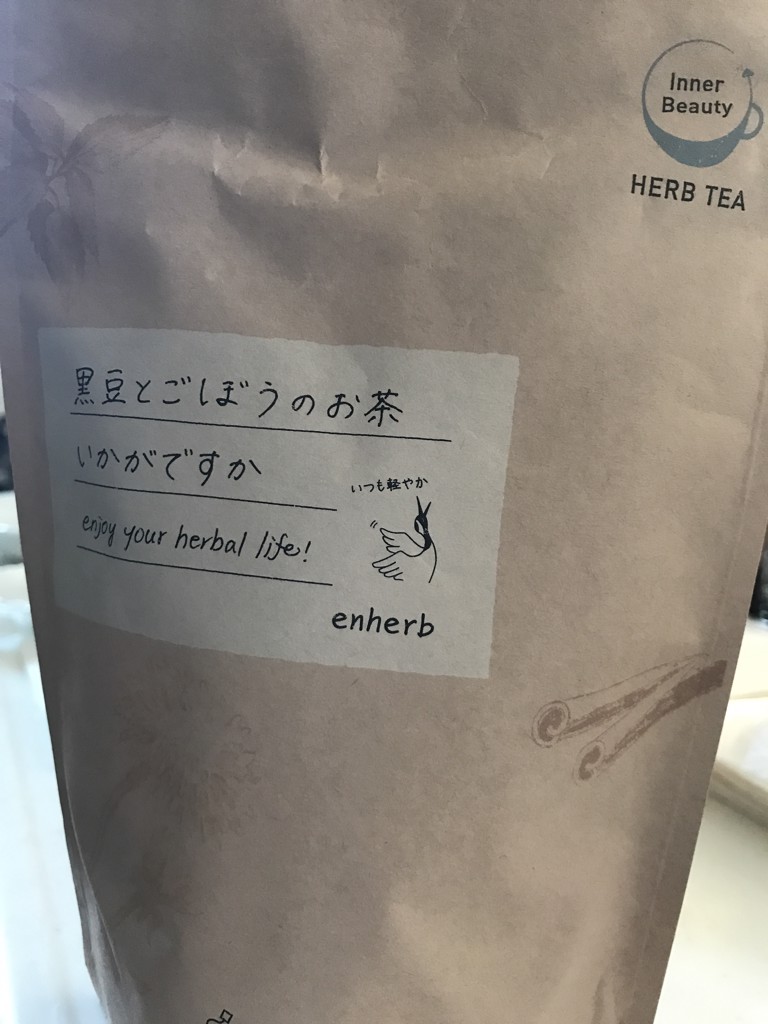 Inner
Beauty
HERB TEA
黒豆とごぼうのお茶
いかがですか
いつも軽やか
enjoy your herbal life!
enherb